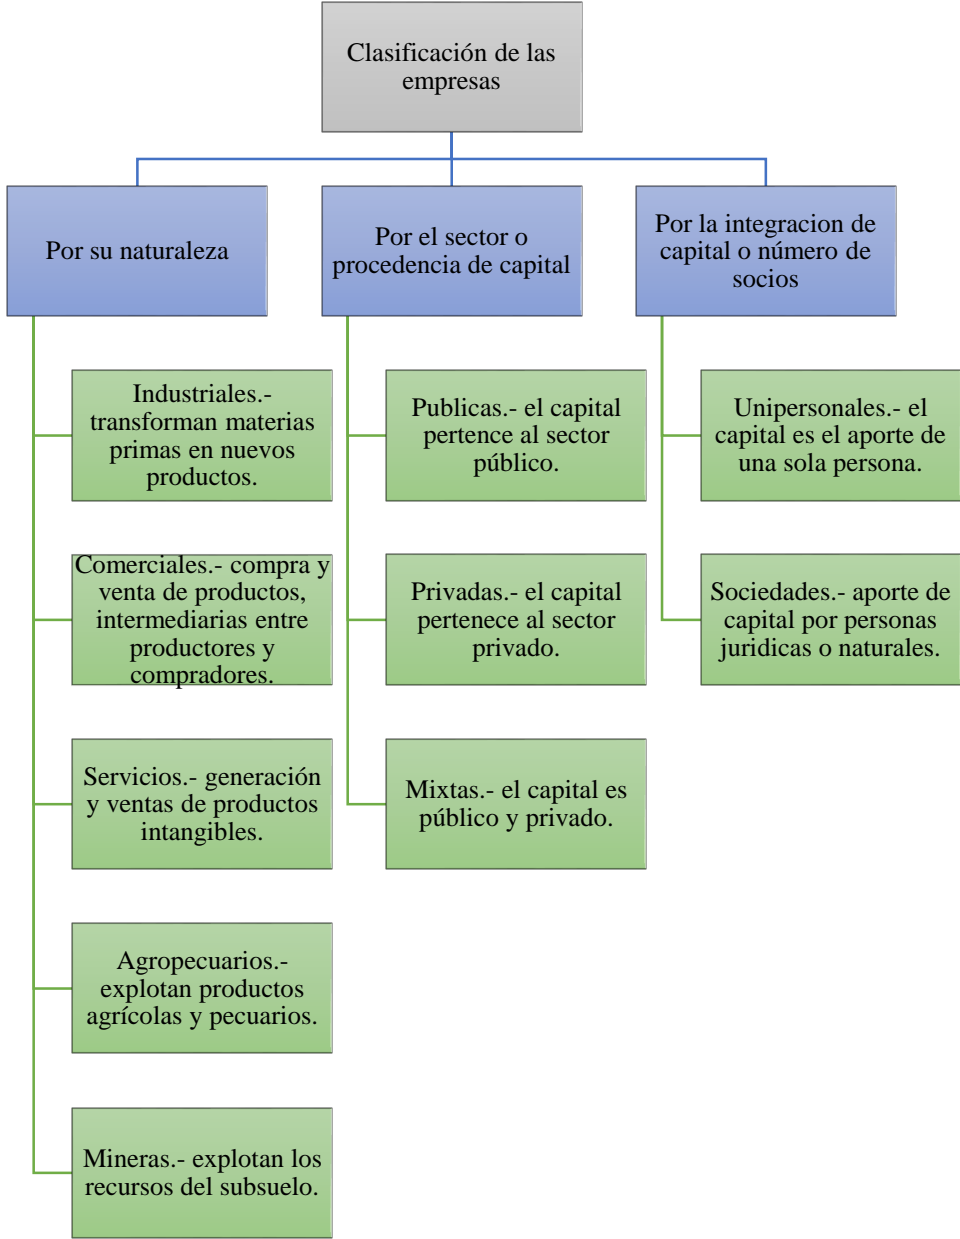 Clasificación de las
empresas
Por su naturaleza
Industriales.-
transforman materias
primas en nuevos
productos.
Comerciales.- compra y
venta de productos,
intermediarias entre
productores y
compradores.
Servicios.- generación
y ventas de productos
intangibles.
Agropecuarios.-
explotan productos
agrícolas y pecuarios.
Mineras.- explotan los
recursos del subsuelo.
Por el sector o
procedencia de capital
Publicas.- el capital
pertence al sector
público.
Privadas.- el capital
pertenece al sector
privado.
Mixtas.- el capital es
público y privado.
Por la integracion de
capital o número de
socios
Unipersonales.- el
capital es el aporte de
una sola persona.
Sociedades.- aporte de
capital por personas
juridicas o naturales.